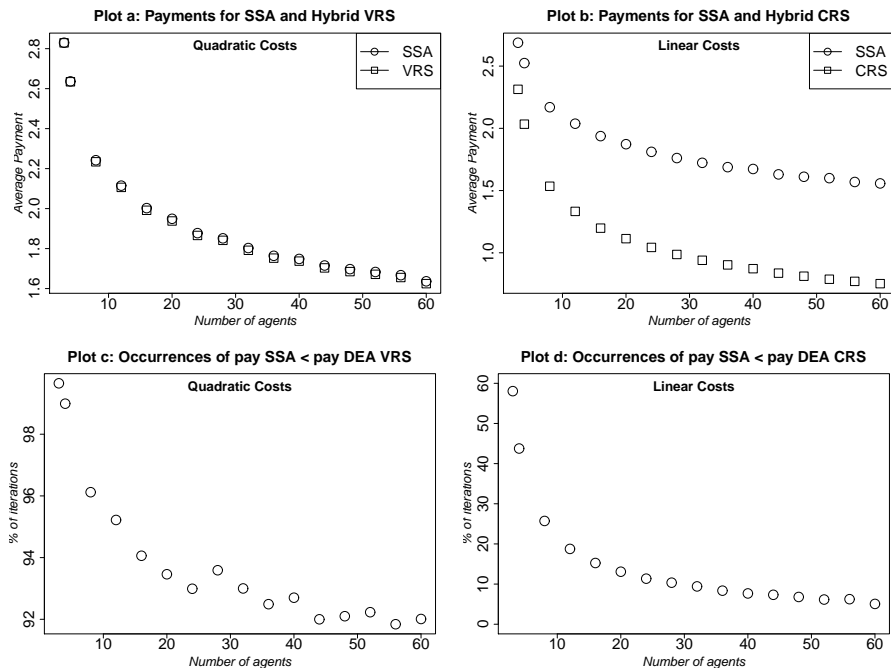 Plot a: Payments for SSA and Hybrid VRS
Quadratic Costs
SSA
VRS
Average Payment
1.6 1.8 2.0 2.2 2.4 2.6 2.8
10 20 30 40 50 60
Number of agents
Plot b: Payments for SSA and Hybrid CRS
Linear Costs
SSA
CRS
Average Payment
1.0 1.5 2.0 2.5
10 20 30 40 50 60
Number of agents
Plot c: Occurrences of pay SSA < pay DEA VRS
Quadratic Costs
% of iterations
92 94 96 98
10 20 30 40 50 60
Number of agents
Plot d: Occurrences of pay SSA < pay DEA CRS
Linear Costs
% of iterations
0 10 20 30 40 50 60
10 20 30 40 50 60
Number of agents